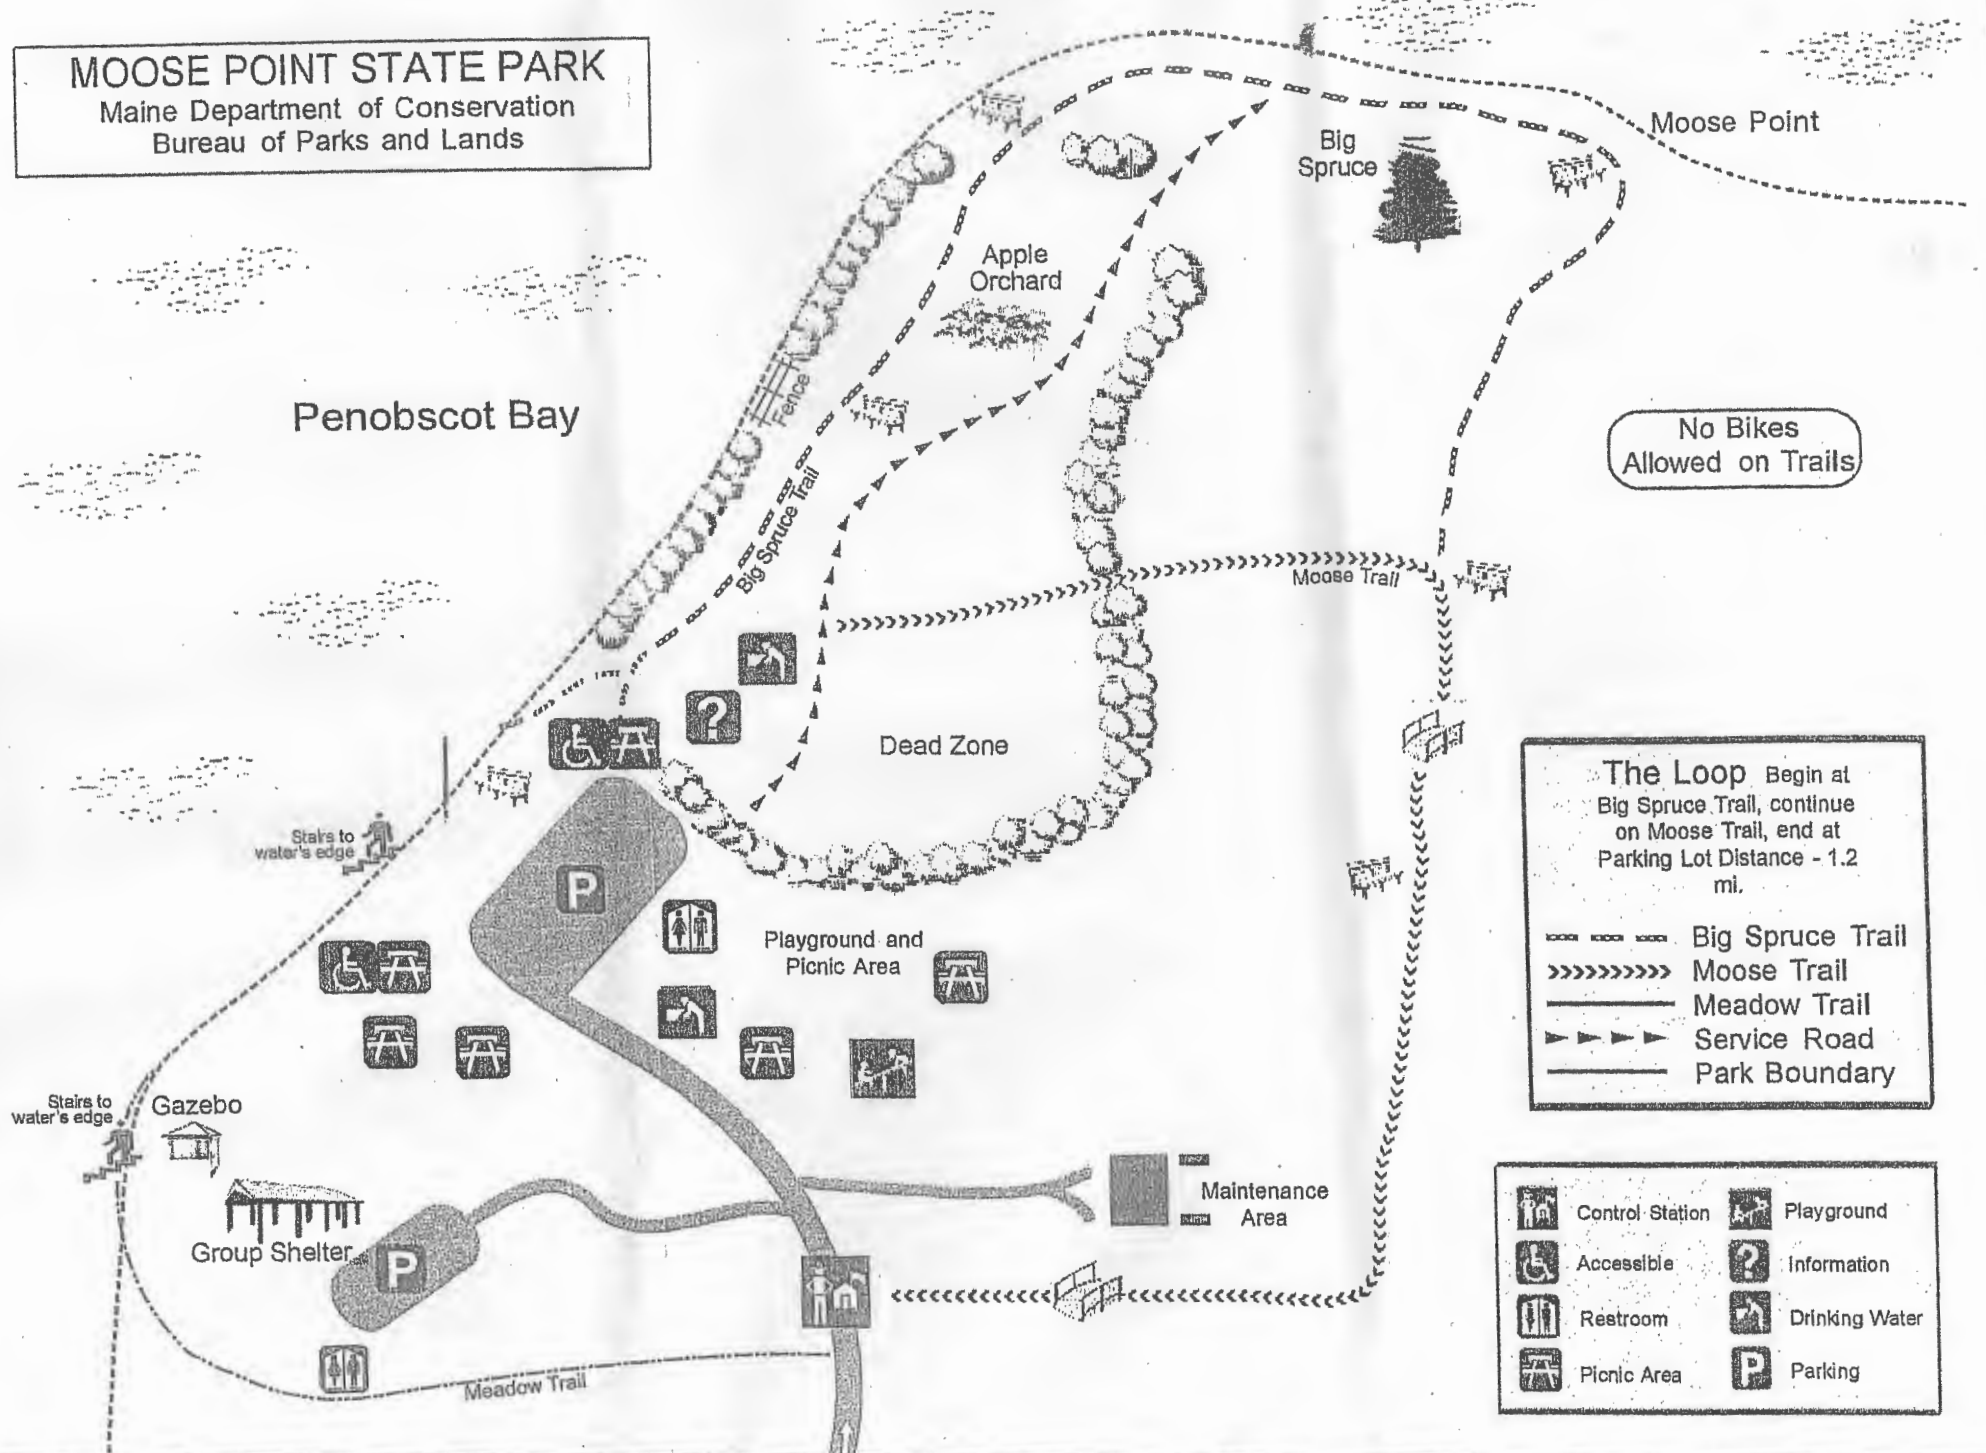 MOOSE POINT STATE PARK
Maine Department of Conservation
Bureau of Parks and Lands
Moose Point
Big
Spruce
Apple
Orchard
Fence
Penobscot Bay
No Bikes
Allowed on Trails
Big Spruce Trail
Moose Trail
Dead Zone
Stairs to
water's edge
P
Playground and
Picnic Area
The Loop Begin at
Big Spruce Trail, continue
on Moose Trail, end at
Parking Lot Distance - 1.2
mi.
Big Spruce Trail
Moose Trail
Meadow Trail
Service Road
Park Boundary
Stairs to
water's edge
Gazebo
Group Shelter
P
Maintenance
Area
Meadow Trail
Control Station
Playground
Accessible
? Information
Restroom
Drinking Water
Picnic Area
P Parking
?